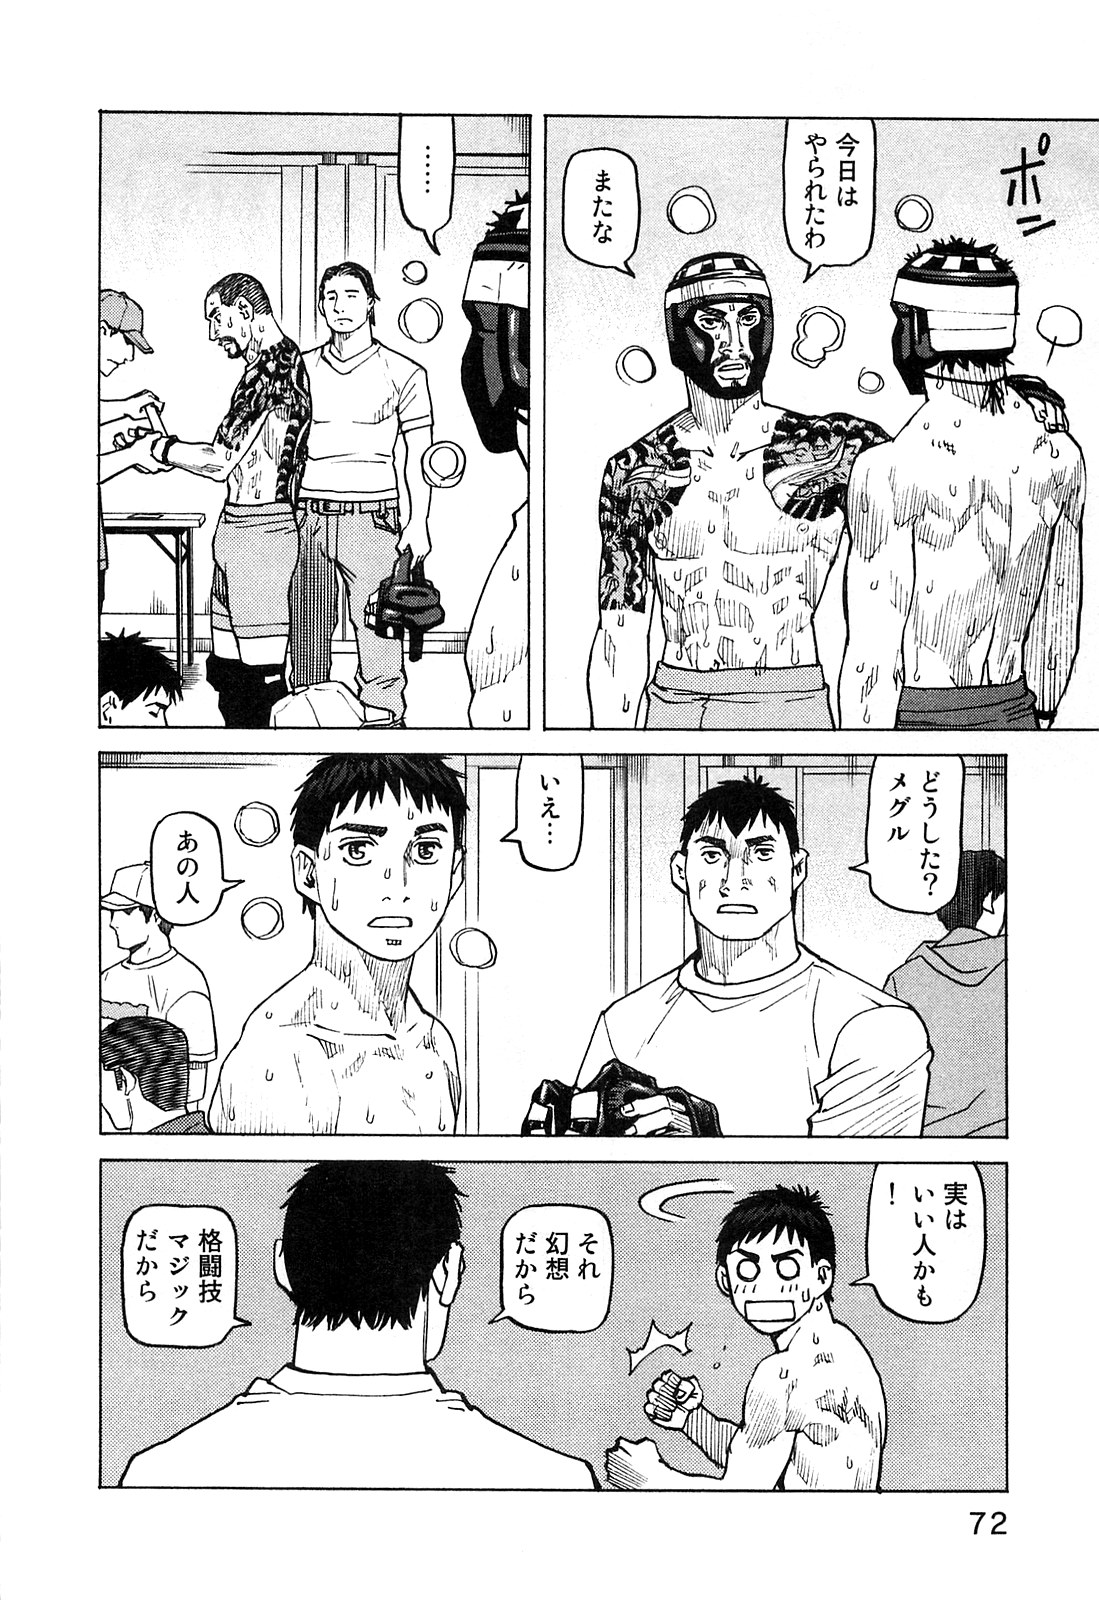 ポン
今日は
やられたわ
またな
……
どうした?
メグル
いえ…
あの人
実は
いい人かも
!
それ
幻想
だから
格闘技
マジック
だから
72